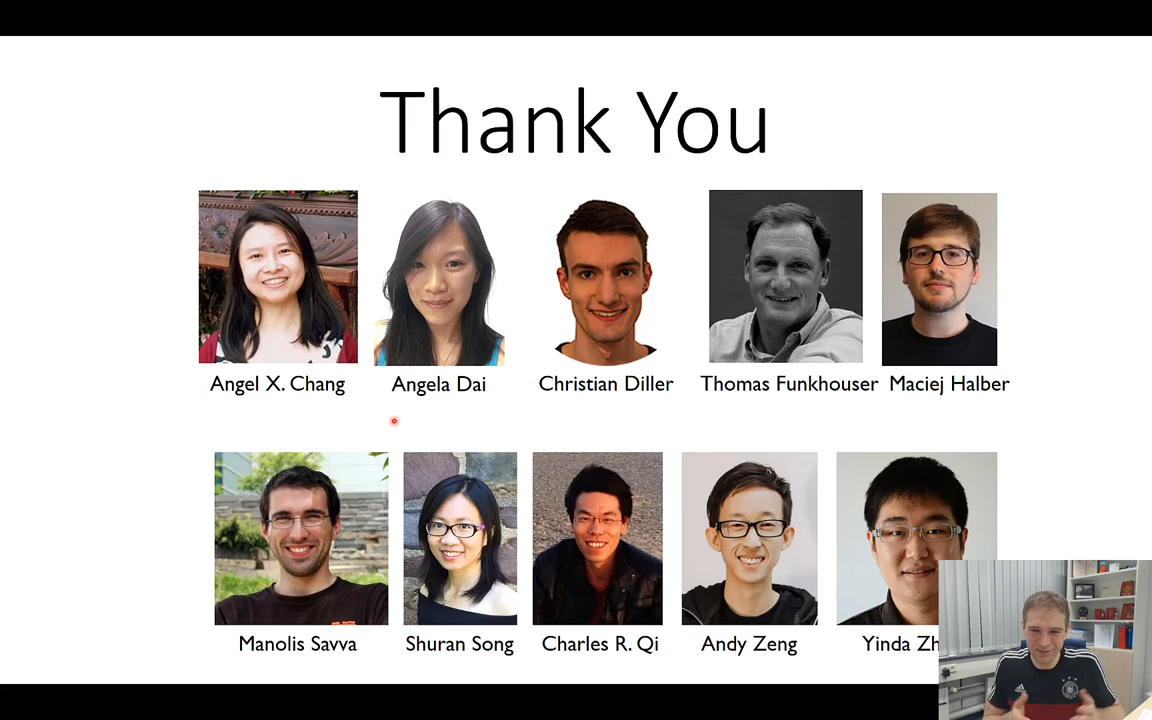 Thank You
Angel X. Chang
Angela Dai
Christian Diller
Thomas Funkhouser
Maciej Halber
Manolis Savva
Shuran Song
Charles R. Qi
Andy Zeng
Yinda